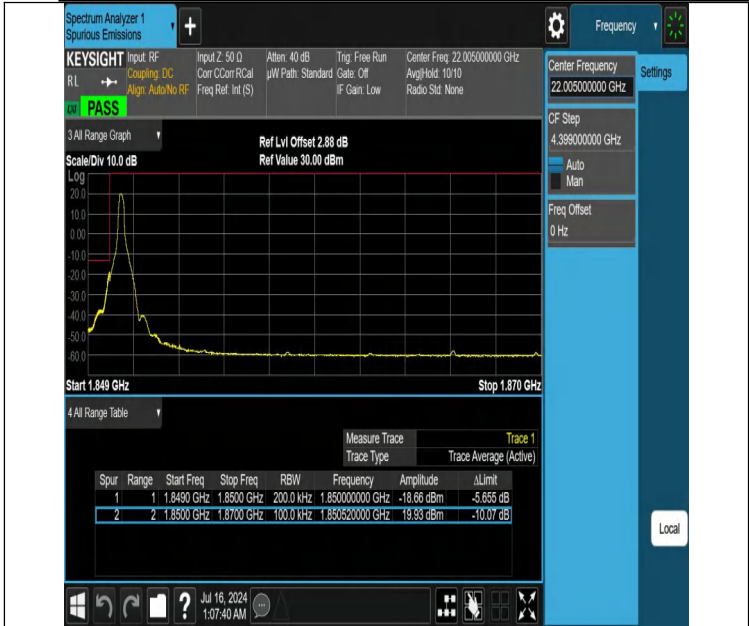 Spectrum Analyzer 1
Spurious Emissions
Frequency
KEYSIGHT
RL
Input: RF
Coupling: DC
Align: Auto/No RF
Input Z: 50 Ω
Corr CCorr RCal
Freq Ref: Int (S)
Atten: 40 dB
µW Path: Standard
Trig: Free Run
Gate: Off
IF Gain: Low
Center Freq: 22.005000000 GHz
Avg|Hold: 10/10
Radio Std: None
PASS
Center Frequency
22.005000000 GHz
Settings
CF Step
4.399000000 GHz
Auto
Man
Freq Offset
0 Hz
3 All Range Graph
Scale/Div 10.0 dB
Ref Lvl Offset 2.88 dB
Ref Value 30.00 dBm
Log
20.0
10.0
0.00
-10.0
-20.0
-30.0
-40.0
-50.0
-60.0
Start 1.849 GHz Stop 1.870 GHz
4 All Range Table
Measure Trace Trace 1
Trace Type Trace Average (Active)
Spur Range Start Freq Stop Freq RBW Frequency Amplitude ΔLimit
1 1 1.8490 GHz 1.8500 GHz 200.0 kHz 1.850000000 GHz -18.66 dBm -5.655 dB
2 2 1.8500 GHz 1.8700 GHz 100.0 kHz 1.850520000 GHz 19.93 dBm -10.07 dB
Local
?
Jul 16, 2024
1:07:40 AM